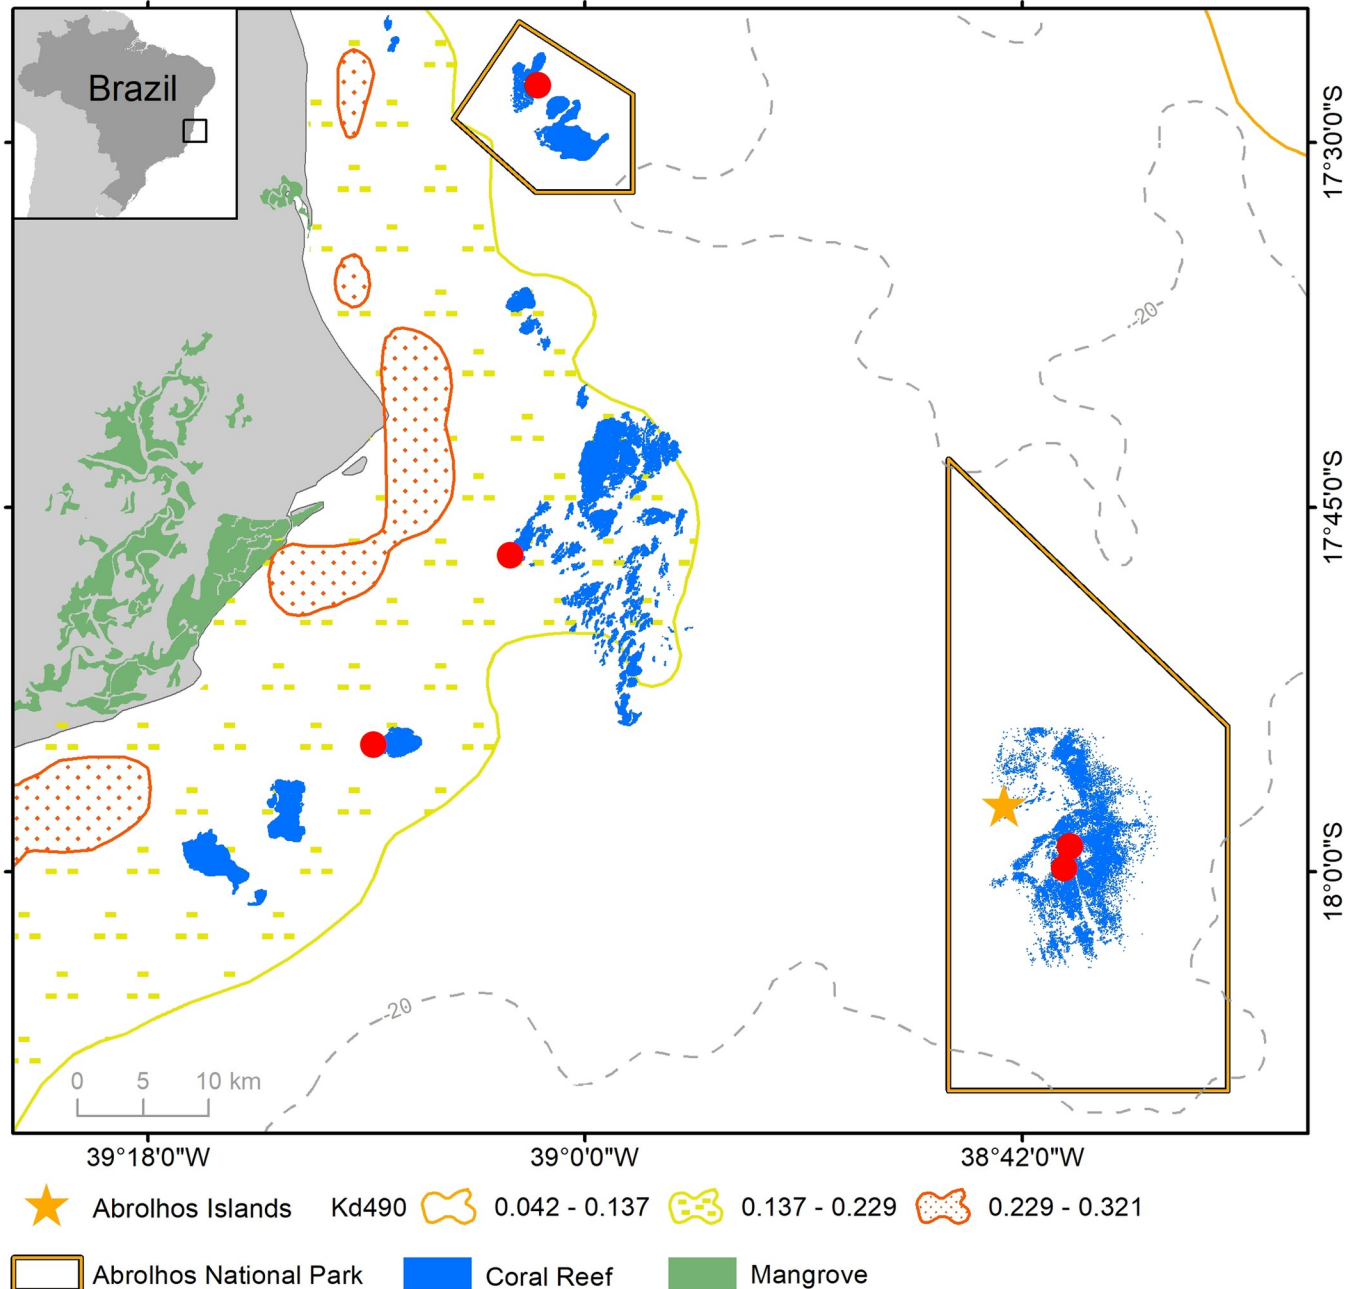 Brazil
17°30'0"S
-20-
17°45'0"S
18°0'0"S
-20
0 5 10 km
39°18'0"W 39°0'0"W 38°42'0"W
Abrolhos Islands Kd490 0.042 - 0.137 0.137 - 0.229 0.229 - 0.321
Abrolhos National Park Coral Reef Mangrove